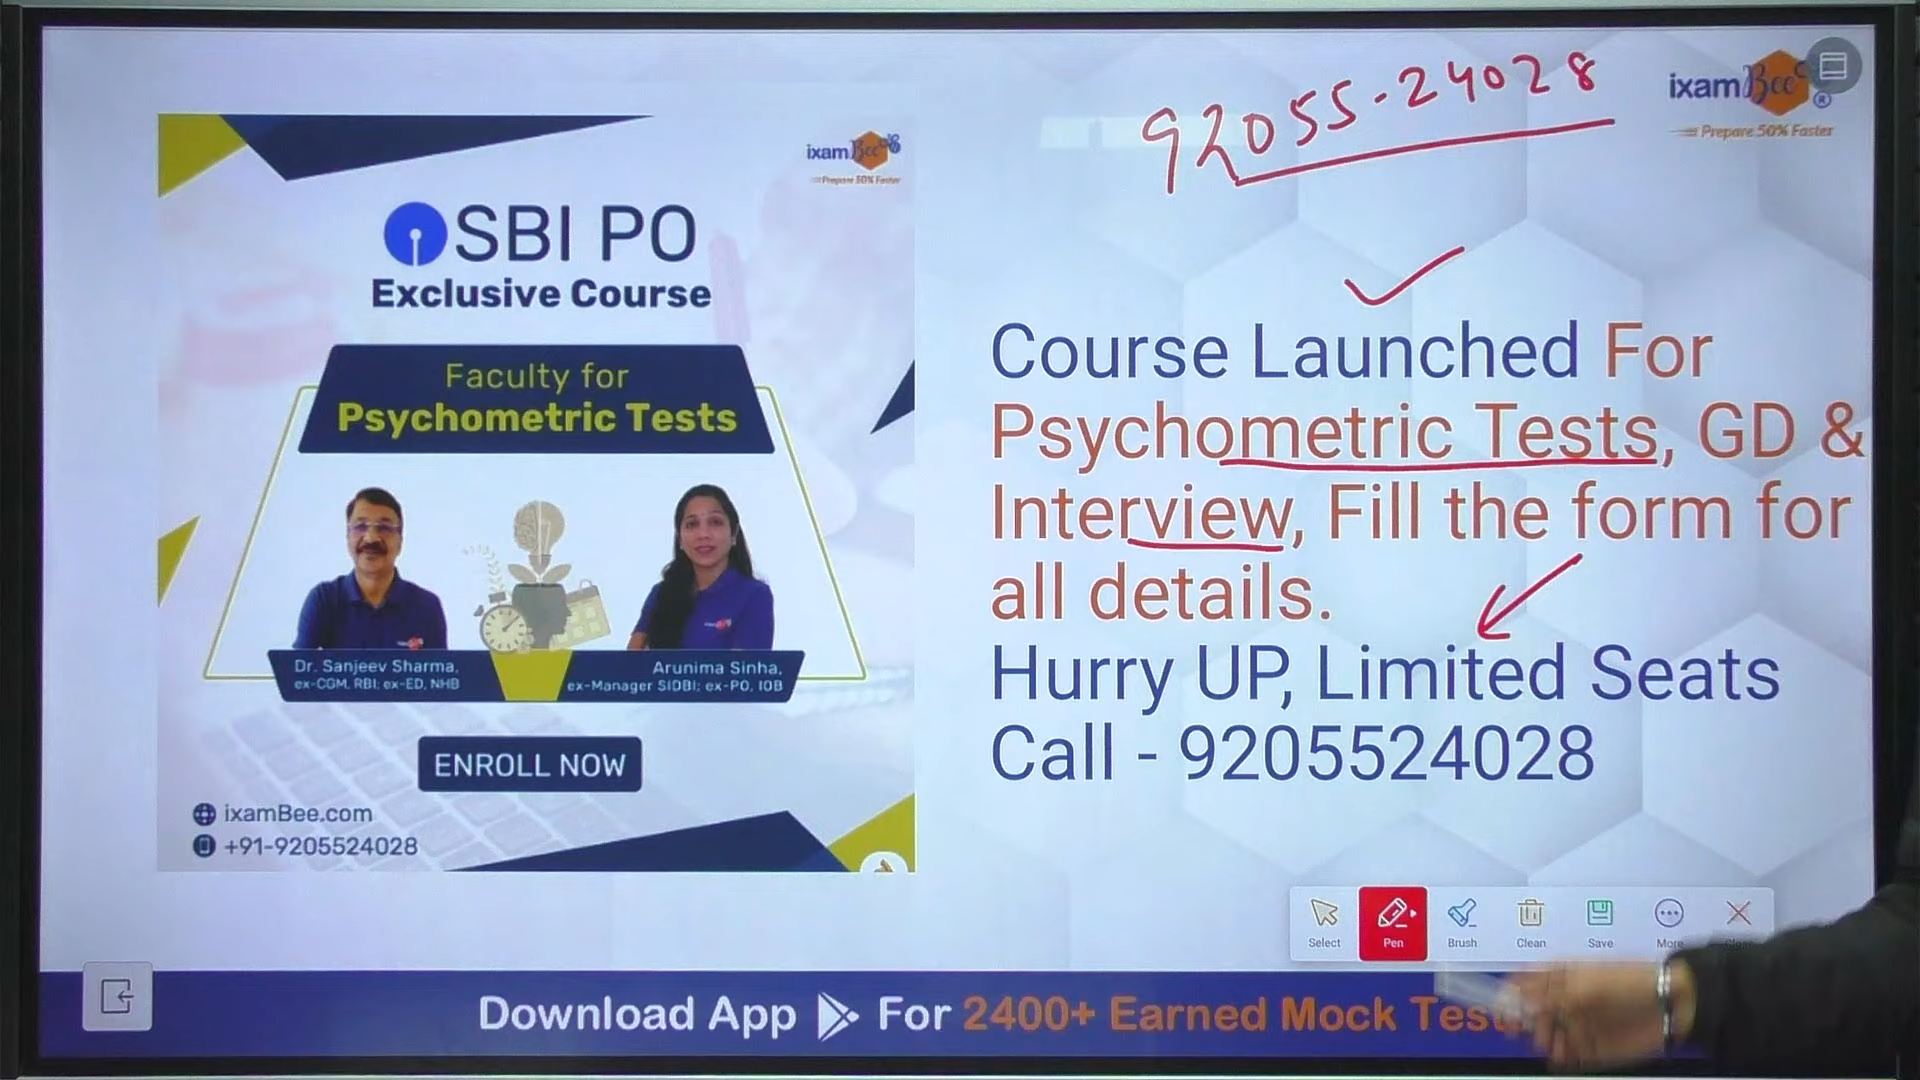 92055-24028
ixamBee
Prepare 50% Faster
ixamBee
Prepare 50% Faster
SBI PO
Exclusive Course
Faculty for
Psychometric Tests
Dr. Sanjeev Sharma,
ex-CGM, RBI; ex-ED, NHB
Arunima Sinha,
ex-Manager SIDBI; ex-PO, IOB
ENROLL NOW
ixamBee.com
+91-9205524028
Course Launched For
Psychometric Tests, GD &
Interview, Fill the form for
all details.
Hurry UP, Limited Seats
Call - 9205524028
Select
Pen
Brush
Clean
Save
More
Download App For 2400+ Earned Mock